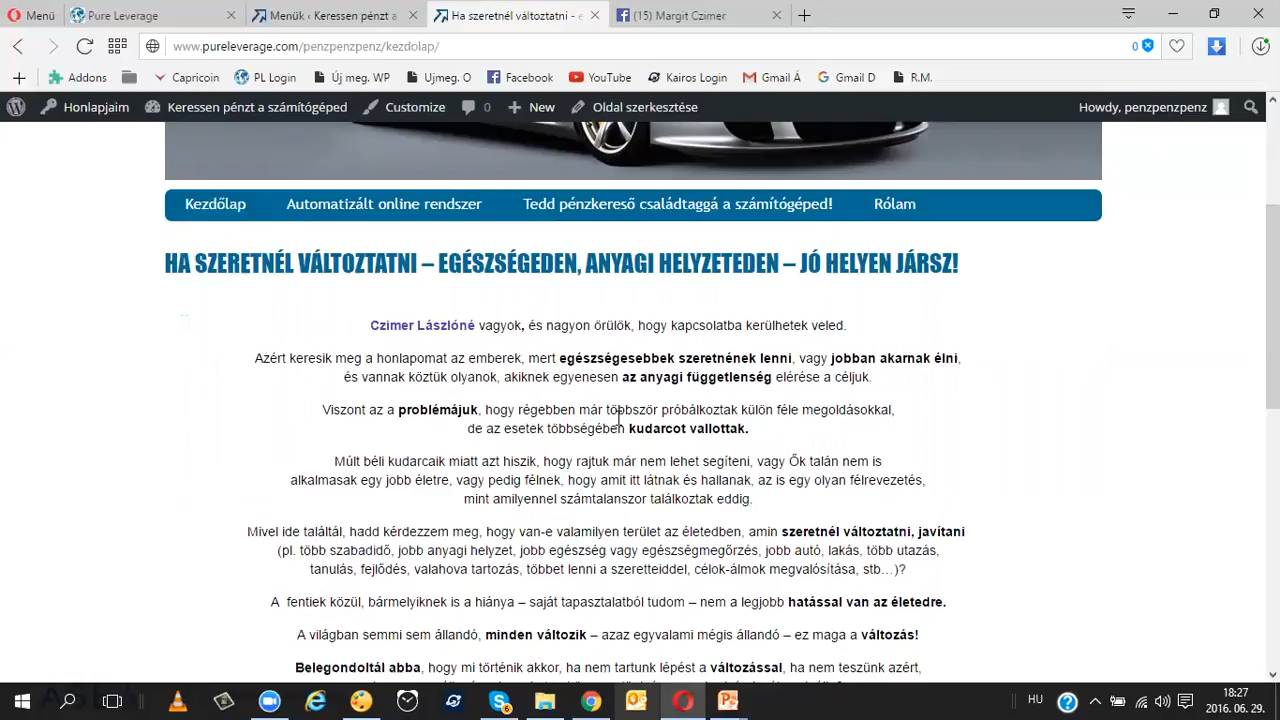 Menü
Pure Leverage
Menük ‹ Keressen pénzt a
Ha szeretnél változtatni - e
(15) Margit Czimer
www.pureleverage.com/penzpenzpenz/kezdolap/
0
Addons
Capricoin
PL Login
Új meg. WP
Ujmeg. O
Facebook
YouTube
Kairos Login
Gmail Á
Gmail D
R.M.
Honlapjaim
Keressen pénzt a számítógéped
Customize
0
New
Oldal szerkesztése
Howdy, penzpenzpenz
Kezdőlap
Automatizált online rendszer
Tedd pénzkereső családtaggá a számítógéped!
Rólam
HA SZERETNÉL VÁLTOZTATNI – EGÉSZSÉGEDEN, ANYAGI HELYZETEDEN – JÓ HELYEN JÁRSZ!
Czimer Lászlóné vagyok, és nagyon örülök, hogy kapcsolatba kerülhetek veled.
Azért keresik meg a honlapomat az emberek, mert egészségesebbek szeretnének lenni, vagy jobban akarnak élni,
és vannak köztük olyanok, akiknek egyenesen az anyagi függetlenség elérése a céljuk.
Viszont az a problémájuk, hogy régebben már többször próbálkoztak külön féle megoldásokkal,
de az esetek többségében kudarcot vallottak.
Múlt béli kudarcaik miatt azt hiszik, hogy rajtuk már nem lehet segíteni, vagy Ők talán nem is
alkalmasak egy jobb életre, vagy pedig félnek, hogy amit itt látnak és hallanak, az is egy olyan félrevezetés,
mint amilyennel számtalanszor találkoztak eddig.
Mivel ide találtál, hadd kérdezzem meg, hogy van-e valamilyen terület az életedben, amin szeretnél változtatni, javítani
(pl. több szabadidő, jobb anyagi helyzet, jobb egészség vagy egészségmegőrzés, jobb autó, lakás, több utazás,
tanulás, fejlődés, valahova tartozás, többet lenni a szeretteiddel, célok-álmok megvalósítása, stb…)?
A fentiek közül, bármelyiknek is a hiánya – saját tapasztalatból tudom – nem a legjobb hatással van az életedre.
A világban semmi sem állandó, minden változik – azaz egyvalami mégis állandó – ez maga a változás!
Belegondoltál abba, hogy mi történik akkor, ha nem tartunk lépést a változással, ha nem teszünk azért,
HU
18:27
2016. 06. 29.